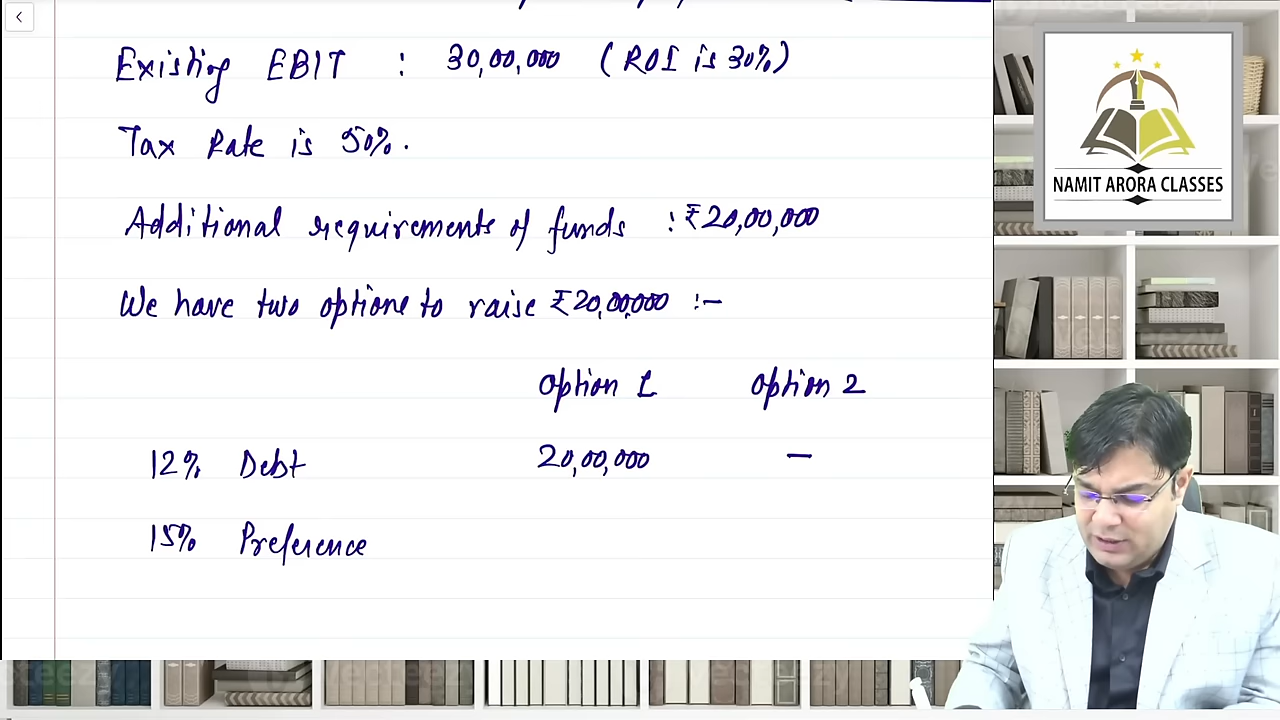 Existing EBIT : 30,00,000 (ROI is 30%)
Tax Rate is 50%.
Additional requirements of funds : ₹20,00,000
We have two options to raise ₹20,00,000 :-
Option 1 Option 2
12% Debt 20,00,000 -
15% Preference
NAMIT ARORA CLASSES